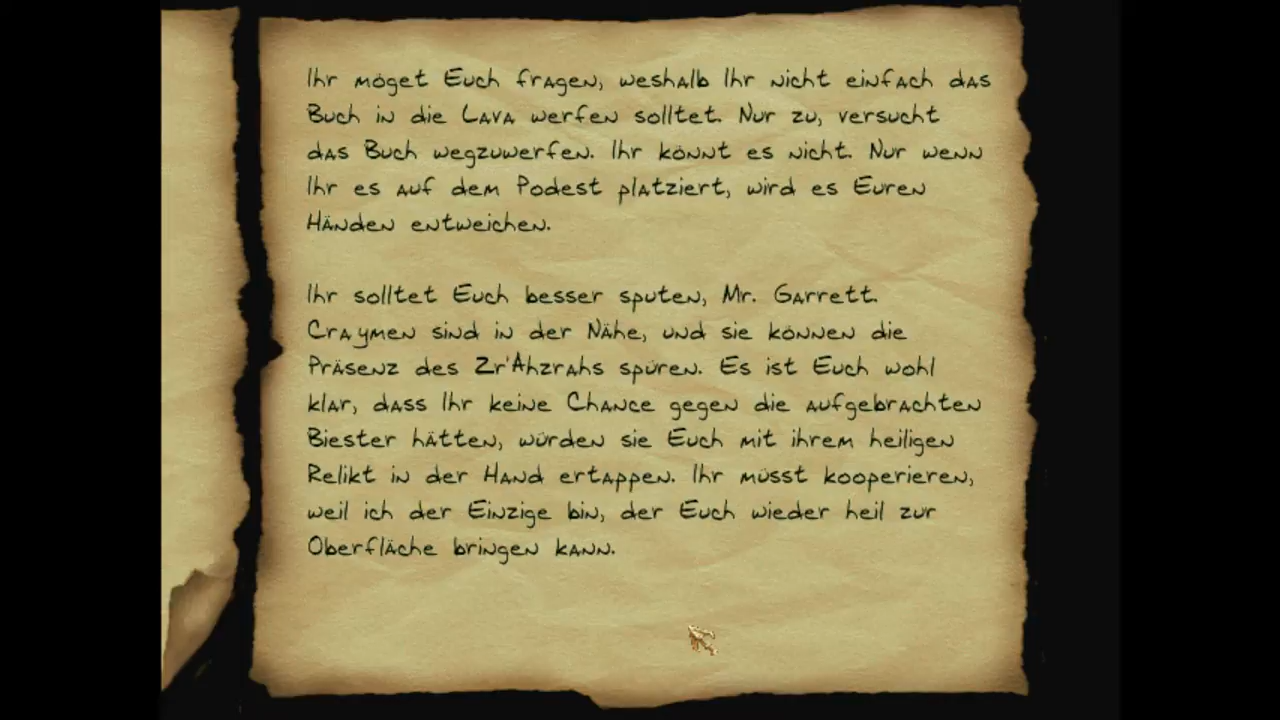 Ihr möget Euch fragen, weshalb Ihr nicht einfach das
Buch in die Lava werfen solltet. Nur zu, versucht
das Buch wegzuwerfen. Ihr könnt es nicht. Nur wenn
Ihr es auf dem Podest platziert, wird es Euren
Händen entweichen.
Ihr solltet Euch besser sputen, Mr. Garrett.
Craymen sind in der Nähe, und sie können die
Präsenz des Zr'Ahzrahs spüren. Es ist Euch wohl
klar, dass Ihr keine Chance gegen die aufgebrachten
Biester hätten, würden sie Euch mit ihrem heiligen
Relikt in der Hand ertappen. Ihr müsst kooperieren,
weil ich der Einzige bin, der Euch wieder heil zur
Oberfläche bringen kann.